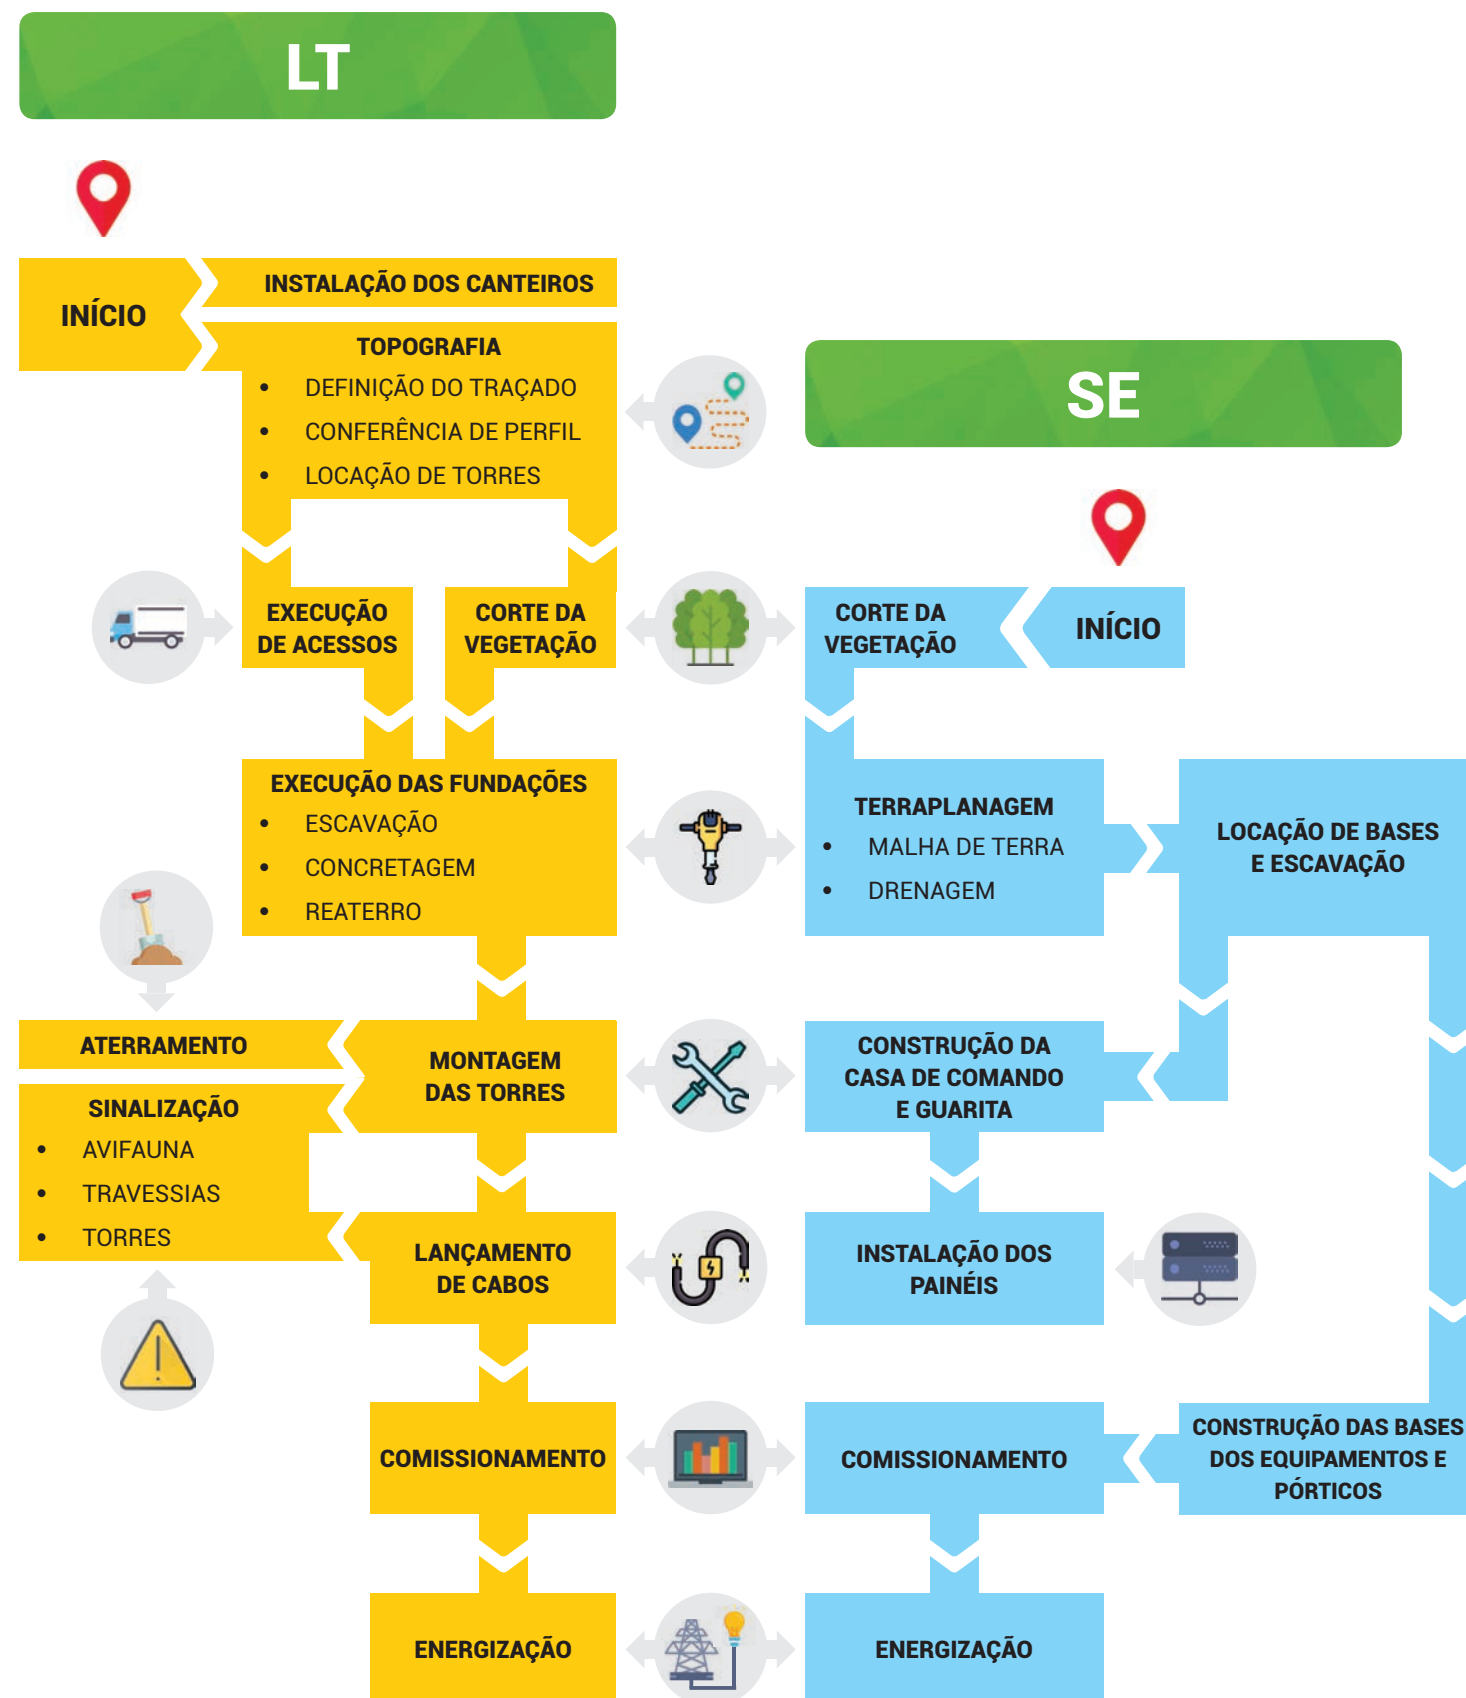 LT
INÍCIO
INSTALAÇÃO DOS CANTEIROS
TOPOGRAFIA
• DEFINIÇÃO DO TRAÇADO
• CONFERÊNCIA DE PERFIL
• LOCAÇÃO DE TORRES
EXECUÇÃO
DE ACESSOS
CORTE DA
VEGETAÇÃO
EXECUÇÃO DAS FUNDAÇÕES
• ESCAVAÇÃO
• CONCRETAGEM
• REATERRO
MONTAGEM
DAS TORRES
ATERRAMENTO
SINALIZAÇÃO
• AVIFAUNA
• TRAVESSIAS
• TORRES
LANÇAMENTO
DE CABOS
COMISSIONAMENTO
ENERGIZAÇÃO
SE
INÍCIO
CORTE DA
VEGETAÇÃO
TERRAPLANAGEM
• MALHA DE TERRA
• DRENAGEM
LOCAÇÃO DE BASES
E ESCAVAÇÃO
CONSTRUÇÃO DA
CASA DE COMANDO
E GUARITA
INSTALAÇÃO DOS
PAINÉIS
CONSTRUÇÃO DAS BASES
DOS EQUIPAMENTOS E
PÓRTICOS
COMISSIONAMENTO
ENERGIZAÇÃO